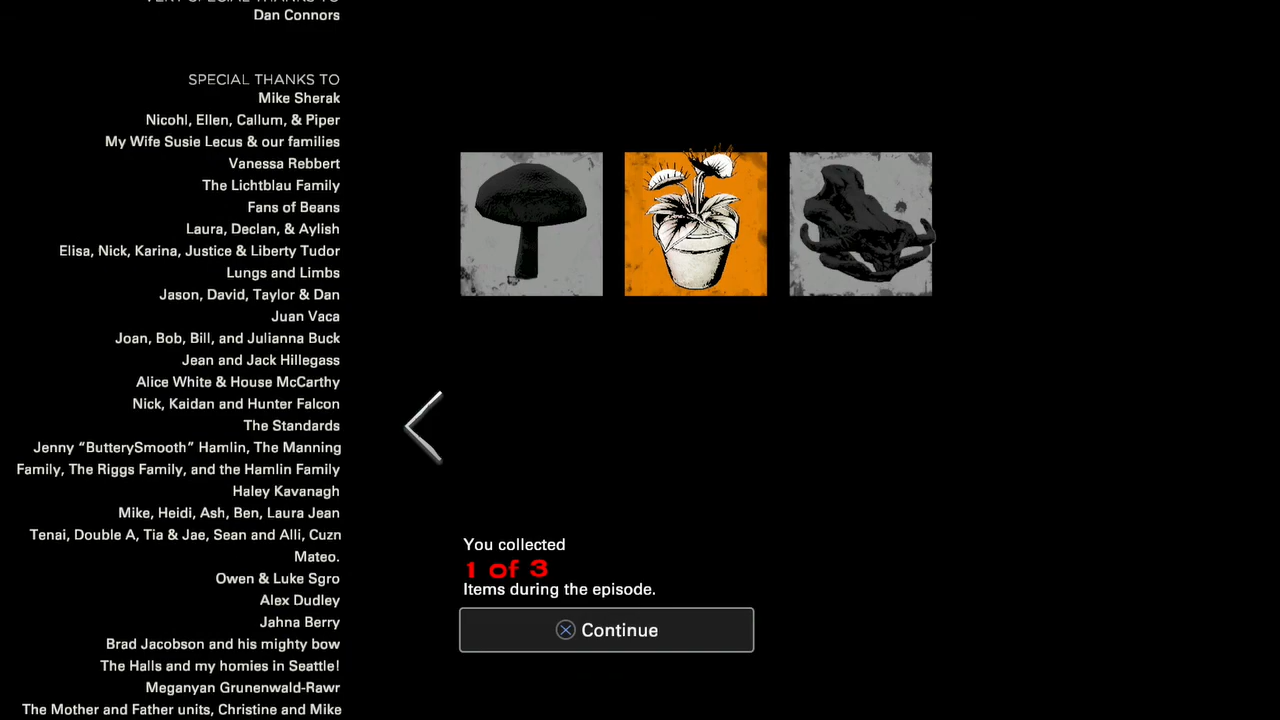 VERY SPECIAL THANKS TO
Dan Connors
SPECIAL THANKS TO
Mike Sherak
Nicohl, Ellen, Callum, & Piper
My Wife Susie Lecus & our families
Vanessa Rebbert
The Lichtblau Family
Fans of Beans
Laura, Declan, & Aylish
Elisa, Nick, Karina, Justice & Liberty Tudor
Lungs and Limbs
Jason, David, Taylor & Dan
Juan Vaca
Joan, Bob, Bill, and Julianna Buck
Jean and Jack Hillegass
Alice White & House McCarthy
Nick, Kaidan and Hunter Falcon
The Standards
Jenny “ButterySmooth” Hamlin, The Manning
Family, The Riggs Family, and the Hamlin Family
Haley Kavanagh
Mike, Heidi, Ash, Ben, Laura Jean
Tenai, Double A, Tia & Jae, Sean and Alli, Cuzn
Mateo.
Owen & Luke Sgro
Alex Dudley
Jahna Berry
Brad Jacobson and his mighty bow
The Halls and my homies in Seattle!
Meganyan Grunenwald-Rawr
The Mother and Father units, Christine and Mike
You collected
1 of 3
Items during the episode.
Continue